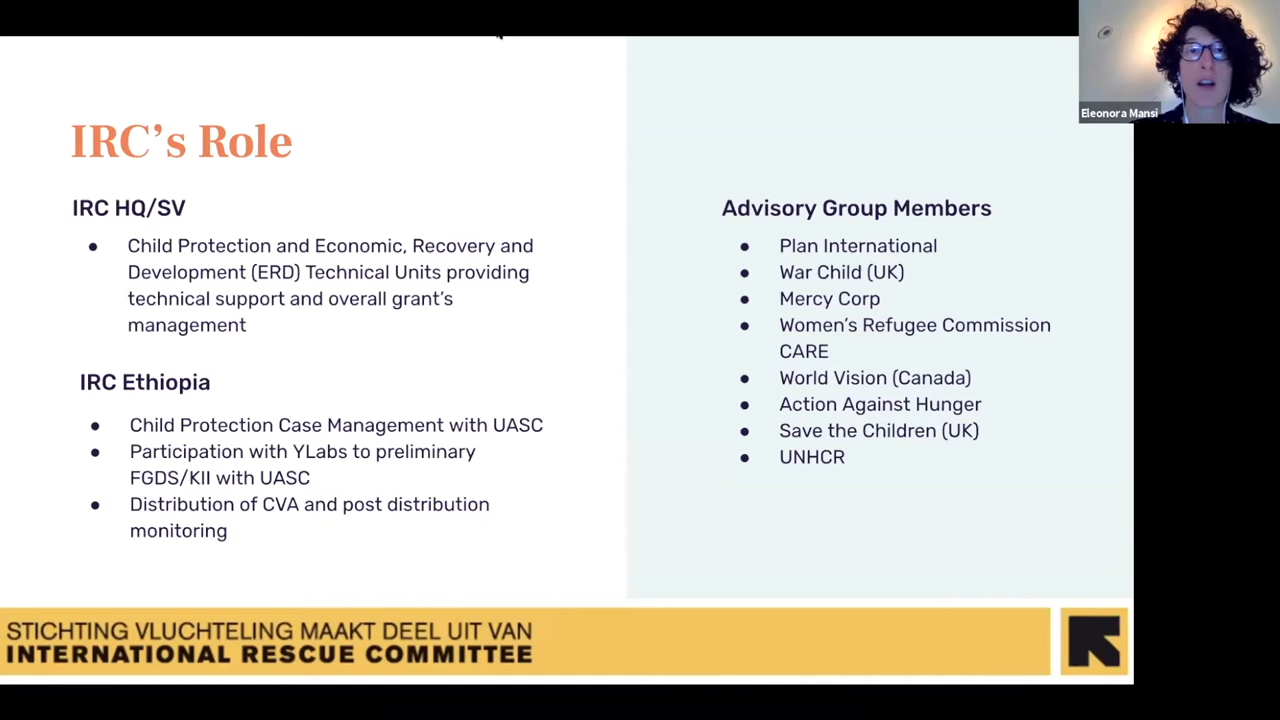 Eleonora Mansi
IRC's Role
IRC HQ/SV
● Child Protection and Economic, Recovery and
Development (ERD) Technical Units providing
technical support and overall grant's
management
IRC Ethiopia
● Child Protection Case Management with UASC
● Participation with YLabs to preliminary
FGDS/KII with UASC
● Distribution of CVA and post distribution
monitoring
Advisory Group Members
● Plan International
● War Child (UK)
● Mercy Corp
● Women's Refugee Commission
CARE
● World Vision (Canada)
● Action Against Hunger
● Save the Children (UK)
● UNHCR
STICHTING VLUCHTELING MAAKT DEEL UIT VAN
INTERNATIONAL RESCUE COMMITTEE